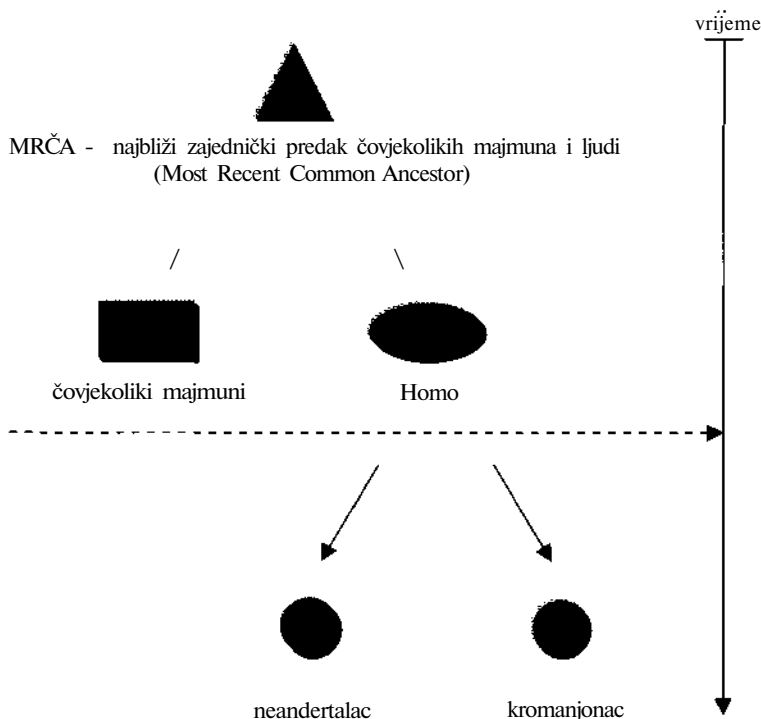 vrijeme
MRČA - najbliži zajednički predak čovjekolikih majmuna i ljudi
(Most Recent Common Ancestor)
čovjekoliki majmuni
Homo
neandertalac
kromanjonac